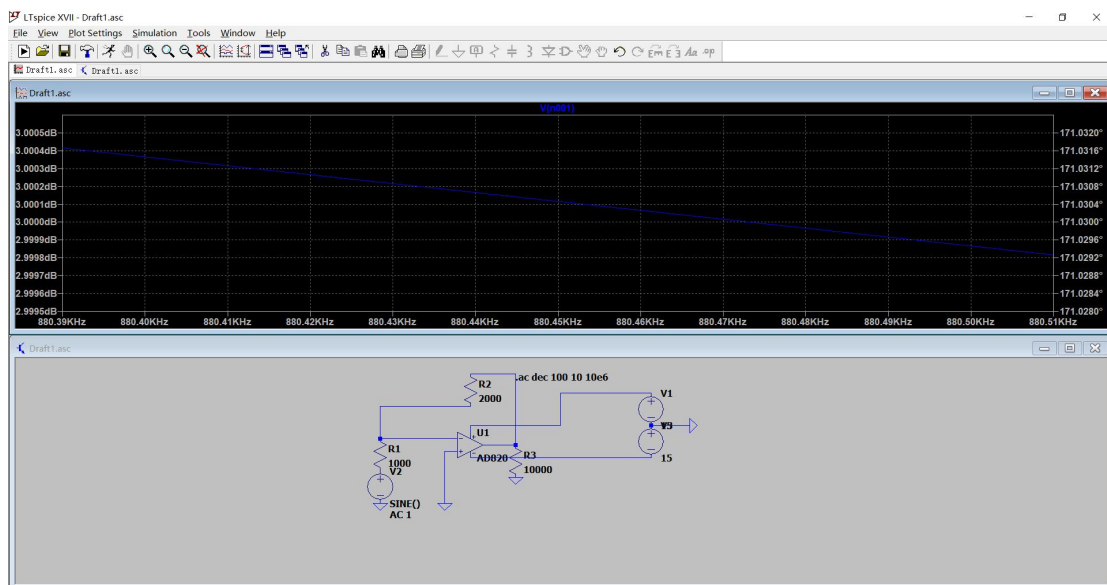 LTspice XVII - Draft1.asc
File View Plot Settings Simulation Tools Window Help
Draft1.asc Draft1.asc
Draft1.asc
V(n001)
3.0005dB 171.0320°
3.0004dB 171.0316°
3.0003dB 171.0312°
3.0002dB 171.0308°
3.0001dB 171.0304°
3.0000dB 171.0300°
2.9999dB 171.0296°
2.9998dB 171.0292°
2.9997dB 171.0288°
2.9996dB 171.0284°
2.9995dB 171.0280°
880.39KHz 880.40KHz 880.41KHz 880.42KHz 880.43KHz 880.44KHz 880.45KHz 880.46KHz 880.47KHz 880.48KHz 880.49KHz 880.50KHz 880.51KHz
Draft1.asc
.ac dec 100 10 10e6
R2
2000
V1
U1
R1
1000
AD820
R3
10000
15
V2
SINE()
AC 1